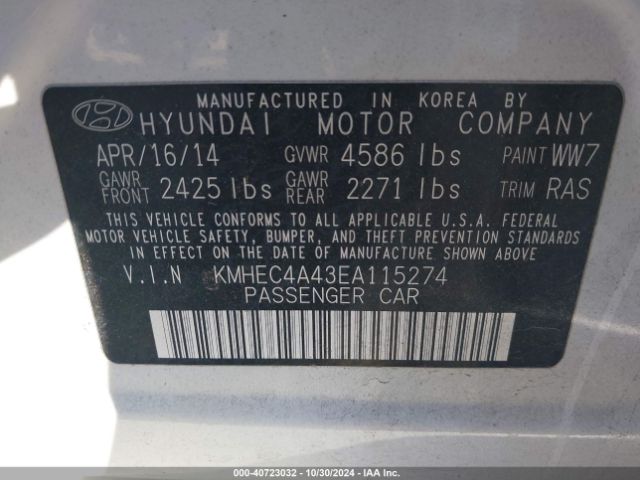 MANUFACTURED IN KOREA BY
HYUNDAI MOTOR COMPANY
APR/16/14 GVWR 4586 lbs PAINT WW7
GAWR FRONT 2425 lbs GAWR REAR 2271 lbs TRIM RAS
THIS VEHICLE CONFORMS TO ALL APPLICABLE U.S.A. FEDERAL
MOTOR VEHICLE SAFETY, BUMPER, AND THEFT PREVENTION STANDARDS
IN EFFECT ON THE DATE OF MANUFACTURE SHOWN ABOVE
V.I.N KMHEC4A43EA115274
PASSENGER CAR
000-40723032 - 10/30/2024 - IAA Inc.